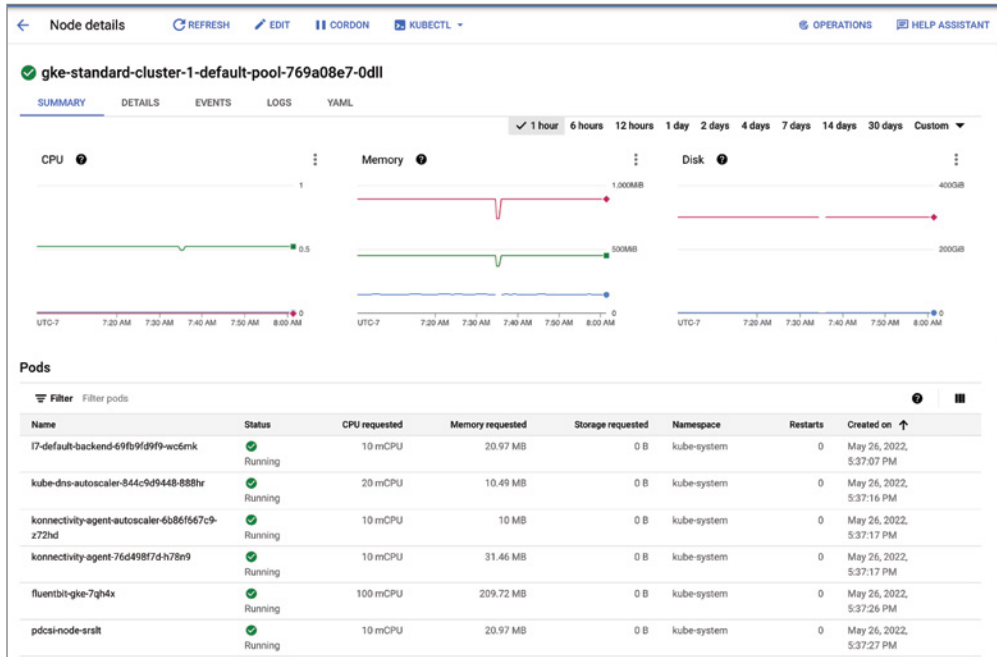 Node details REFRESH EDIT CORDON KUBECTL OPERATIONS HELP ASSISTANT
gke-standard-cluster-1-default-pool-769a08e7-0dll
SUMMARY DETAILS EVENTS LOGS YAML
1 hour 6 hours 12 hours 1 day 2 days 4 days 7 days 14 days 30 days Custom
CPU
1
0.5
0
UTC-7 7:20 AM 7:30 AM 7:40 AM 7:50 AM 8:00 AM
Memory
1,000MiB
500MiB
0
UTC-7 7:20 AM 7:30 AM 7:40 AM 7:50 AM 8:00 AM
Disk
400GiB
200GiB
0
UTC-7 7:20 AM 7:30 AM 7:40 AM 7:50 AM 8:00 AM
Pods
Filter Filter pods
Name Status CPU requested Memory requested Storage requested Namespace Restarts Created on
l7-default-backend-69fb9fd9f9-wc6mk Running 10 mCPU 20.97 MB 0 B kube-system 0 May 26, 2022,
5:37:07 PM
kube-dns-autoscaler-844c9d9448-888hr Running 20 mCPU 10.49 MB 0 B kube-system 0 May 26, 2022,
5:37:16 PM
konnectivity-agent-autoscaler-6b86f667c9- Running 10 mCPU 10 MB 0 B kube-system 0 May 26, 2022,
z72hd 5:37:17 PM
konnectivity-agent-76d498f7d-h78n9 Running 10 mCPU 31.46 MB 0 B kube-system 0 May 26, 2022,
5:37:17 PM
fluentbit-gke-7qh4x Running 100 mCPU 209.72 MB 0 B kube-system 0 May 26, 2022,
5:37:26 PM
pdcsi-node-srslt Running 10 mCPU 20.97 MB 0 B kube-system 0 May 26, 2022,
5:37:27 PM